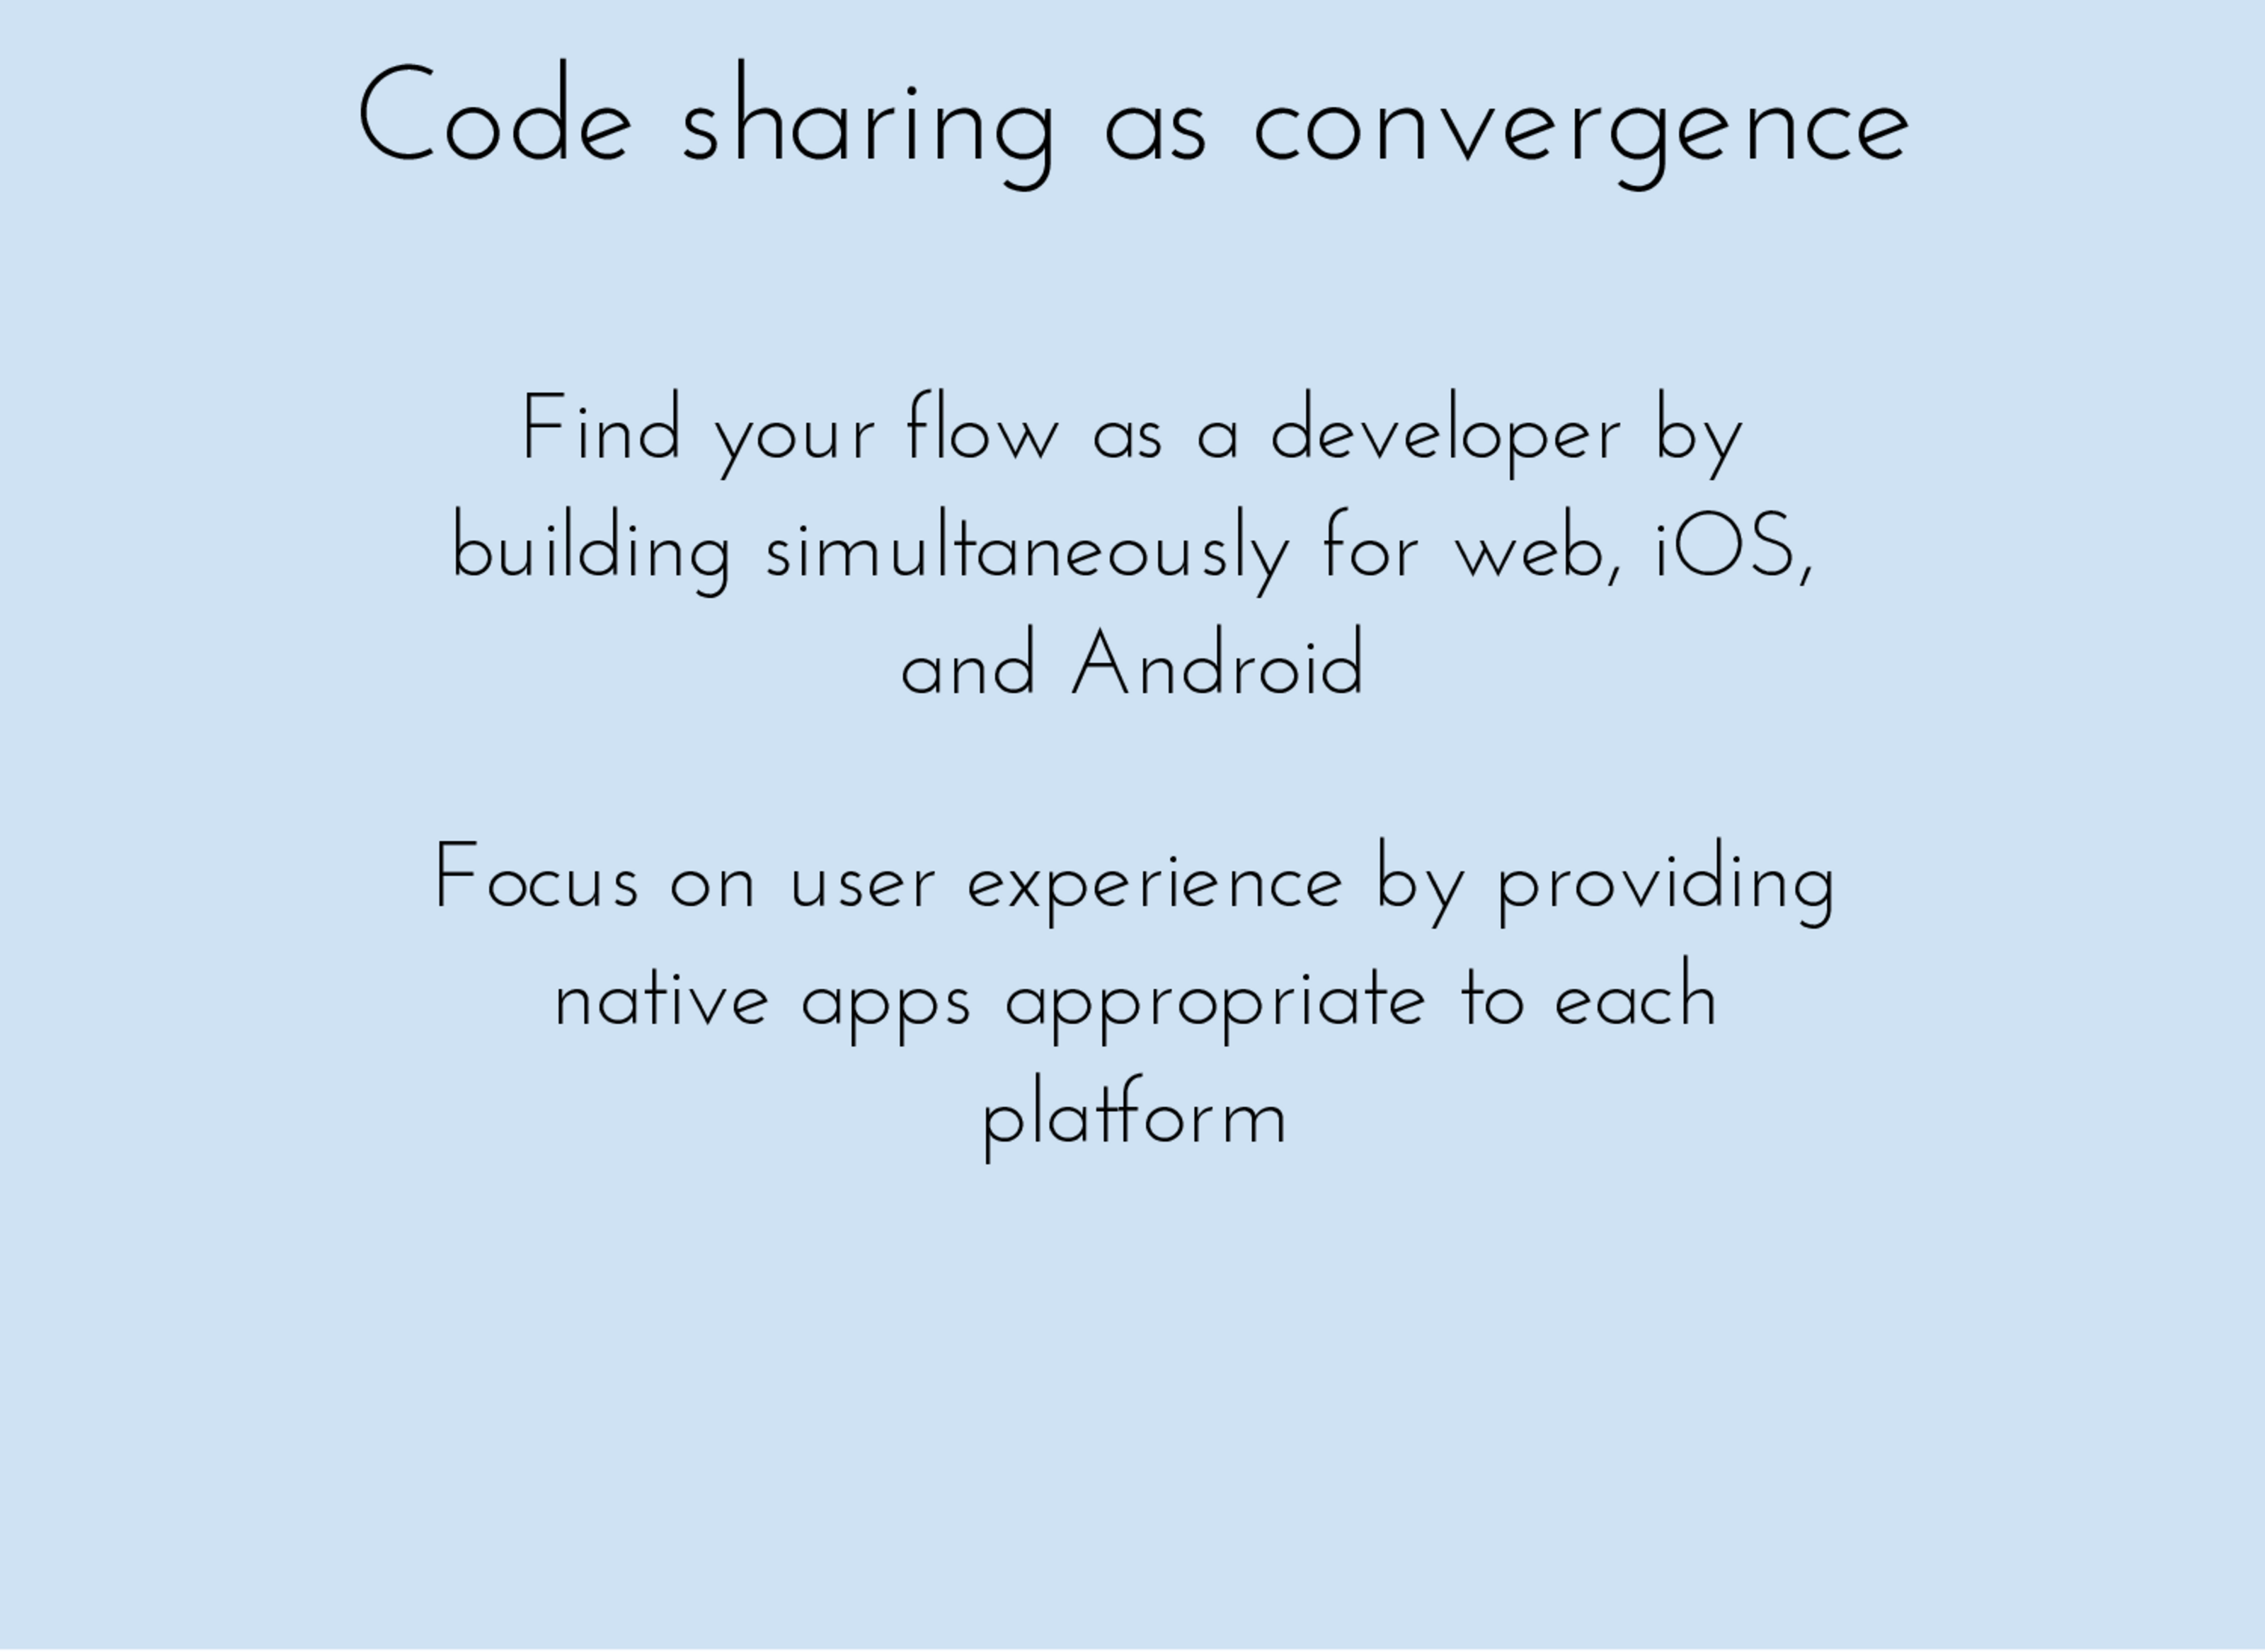 Code sharing as convergence
Find your flow as a developer by
building simultaneously for web, iOS,
and Android
Focus on user experience by providing
native apps appropriate to each
platform